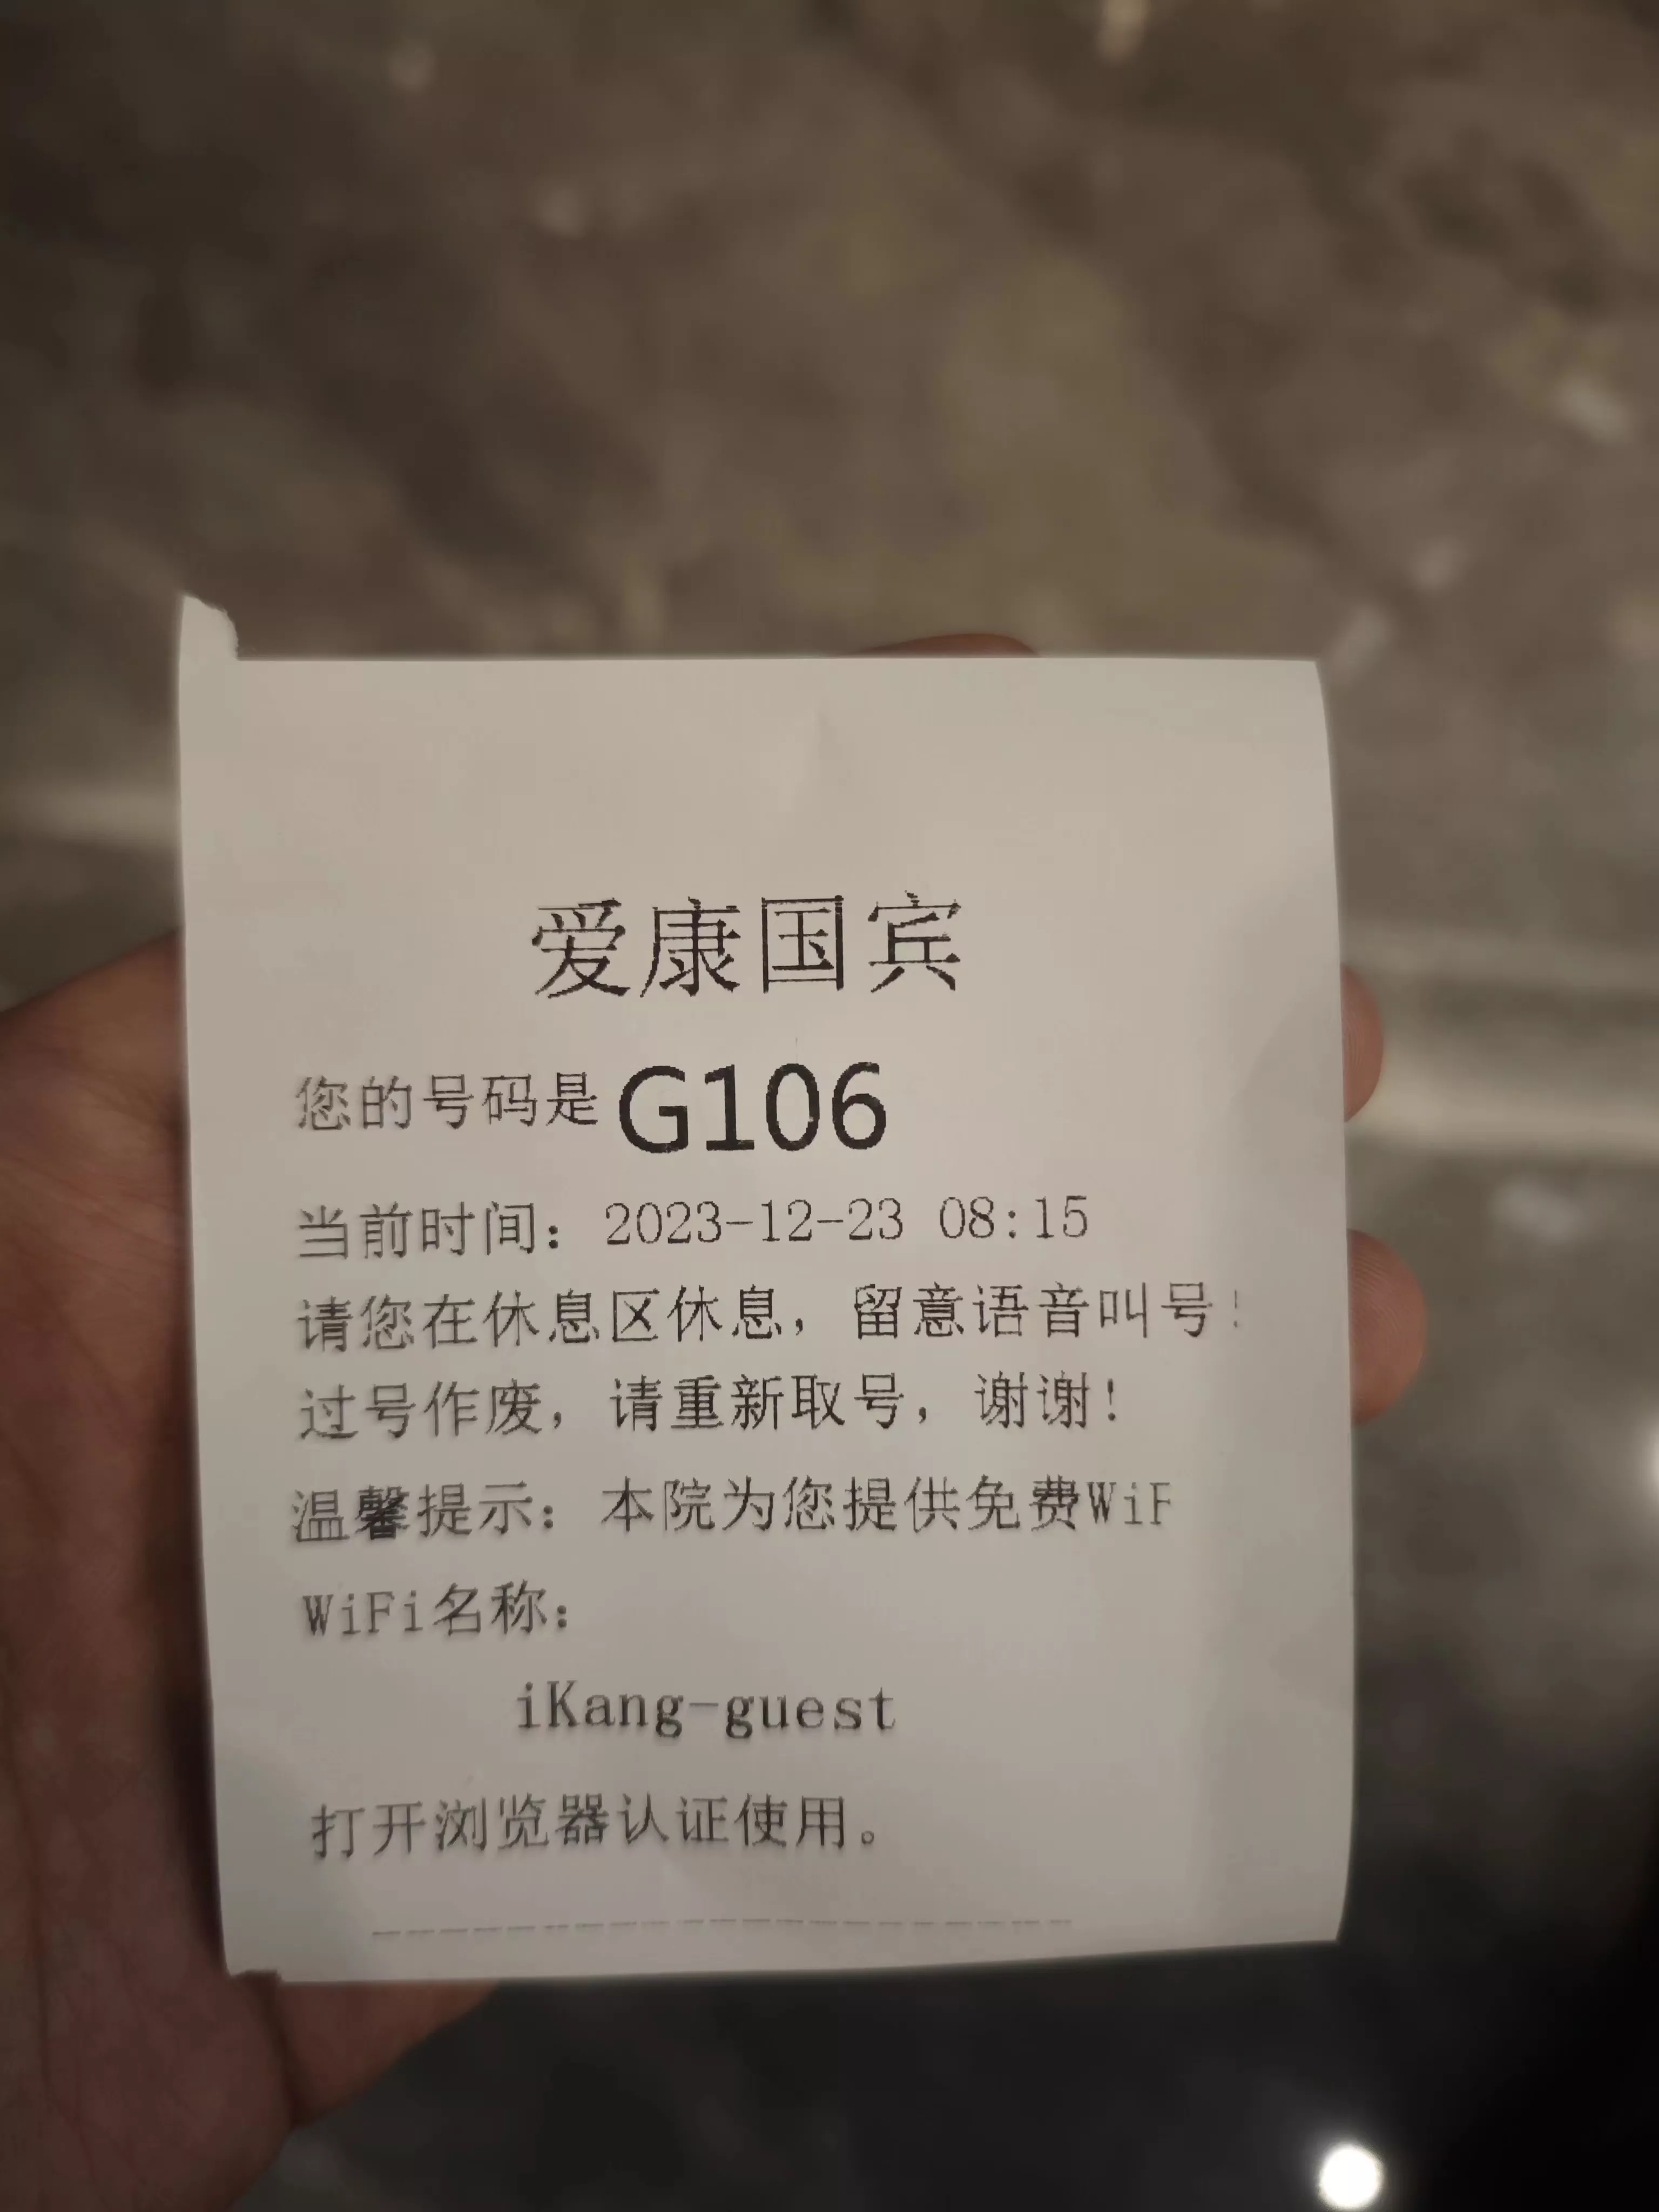 爱康国宾
您的号码是G106
当前时间：2023-12-23 08:15
请您在休息区休息，留意语音叫号！
过号作废，请重新取号，谢谢！
温馨提示：本院为您提供免费WiF
WiFi名称：
iKang-guest
打开浏览器认证使用。